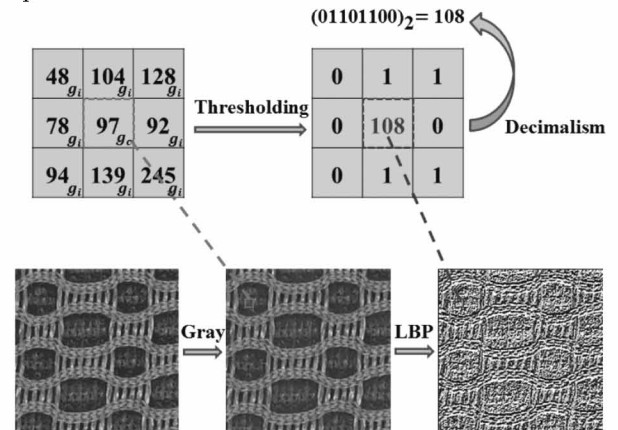 (01101100)₂ = 108
48 gᵢ 104 gᵢ 128 gᵢ
0 1 1
Thresholding
78 gᵢ 97 g꜀ 92 gᵢ
0 108 0
Decimalism
94 gᵢ 139 gᵢ 245 gᵢ
0 1 1
Gray
LBP